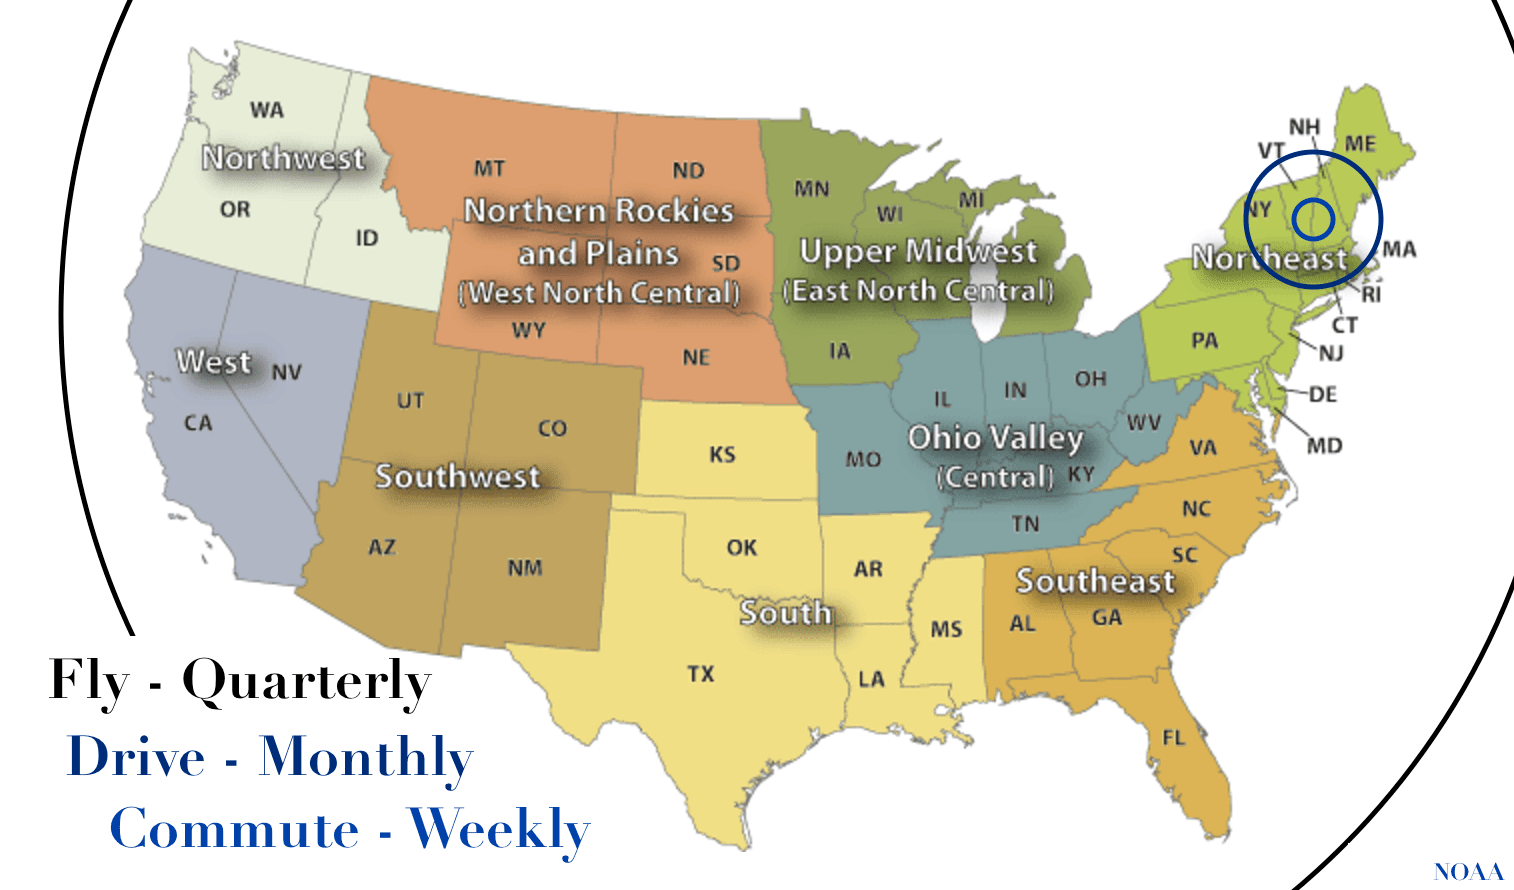 NH
VT
ME
WA
Northwest
MT
ND
MN
OR
ID
Northern Rockies
and Plains
SD
(West North Central)
WY
NE
WI
MI
Upper Midwest
(East North Central)
IA
NY
Northeast
MA
RI
CT
NJ
PA
DE
MD
West
NV
CA
UT
CO
Southwest
AZ
NM
KS
OK
AR
South
TX
LA
MS
IL
IN
OH
WV
Ohio Valley
(Central)
MO
KY
TN
VA
NC
SC
Southeast
AL
GA
FL
Fly - Quarterly
Drive - Monthly
Commute - Weekly
NOAA